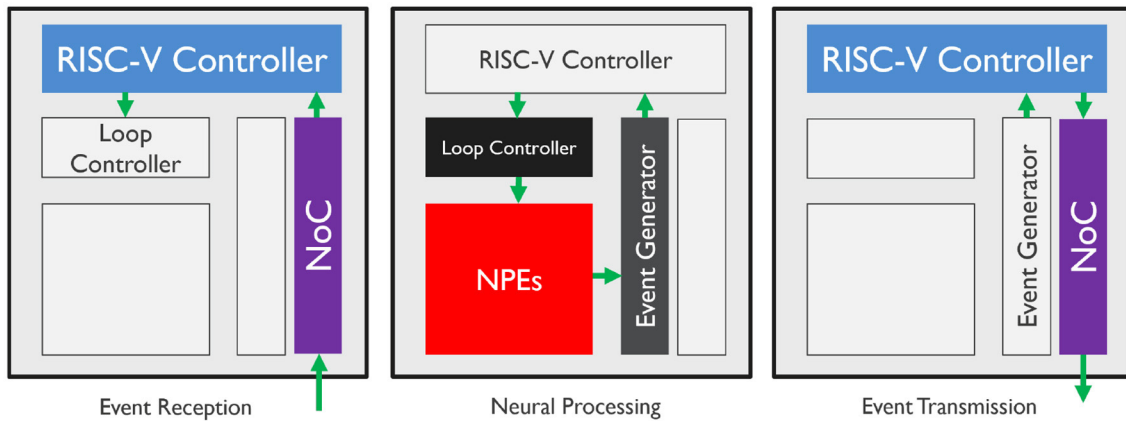 RISC-V Controller
Loop
Controller
NoC
Event Reception
RISC-V Controller
Loop Controller
NPEs
Event Generator
Neural Processing
RISC-V Controller
Event Generator
NoC
Event Transmission